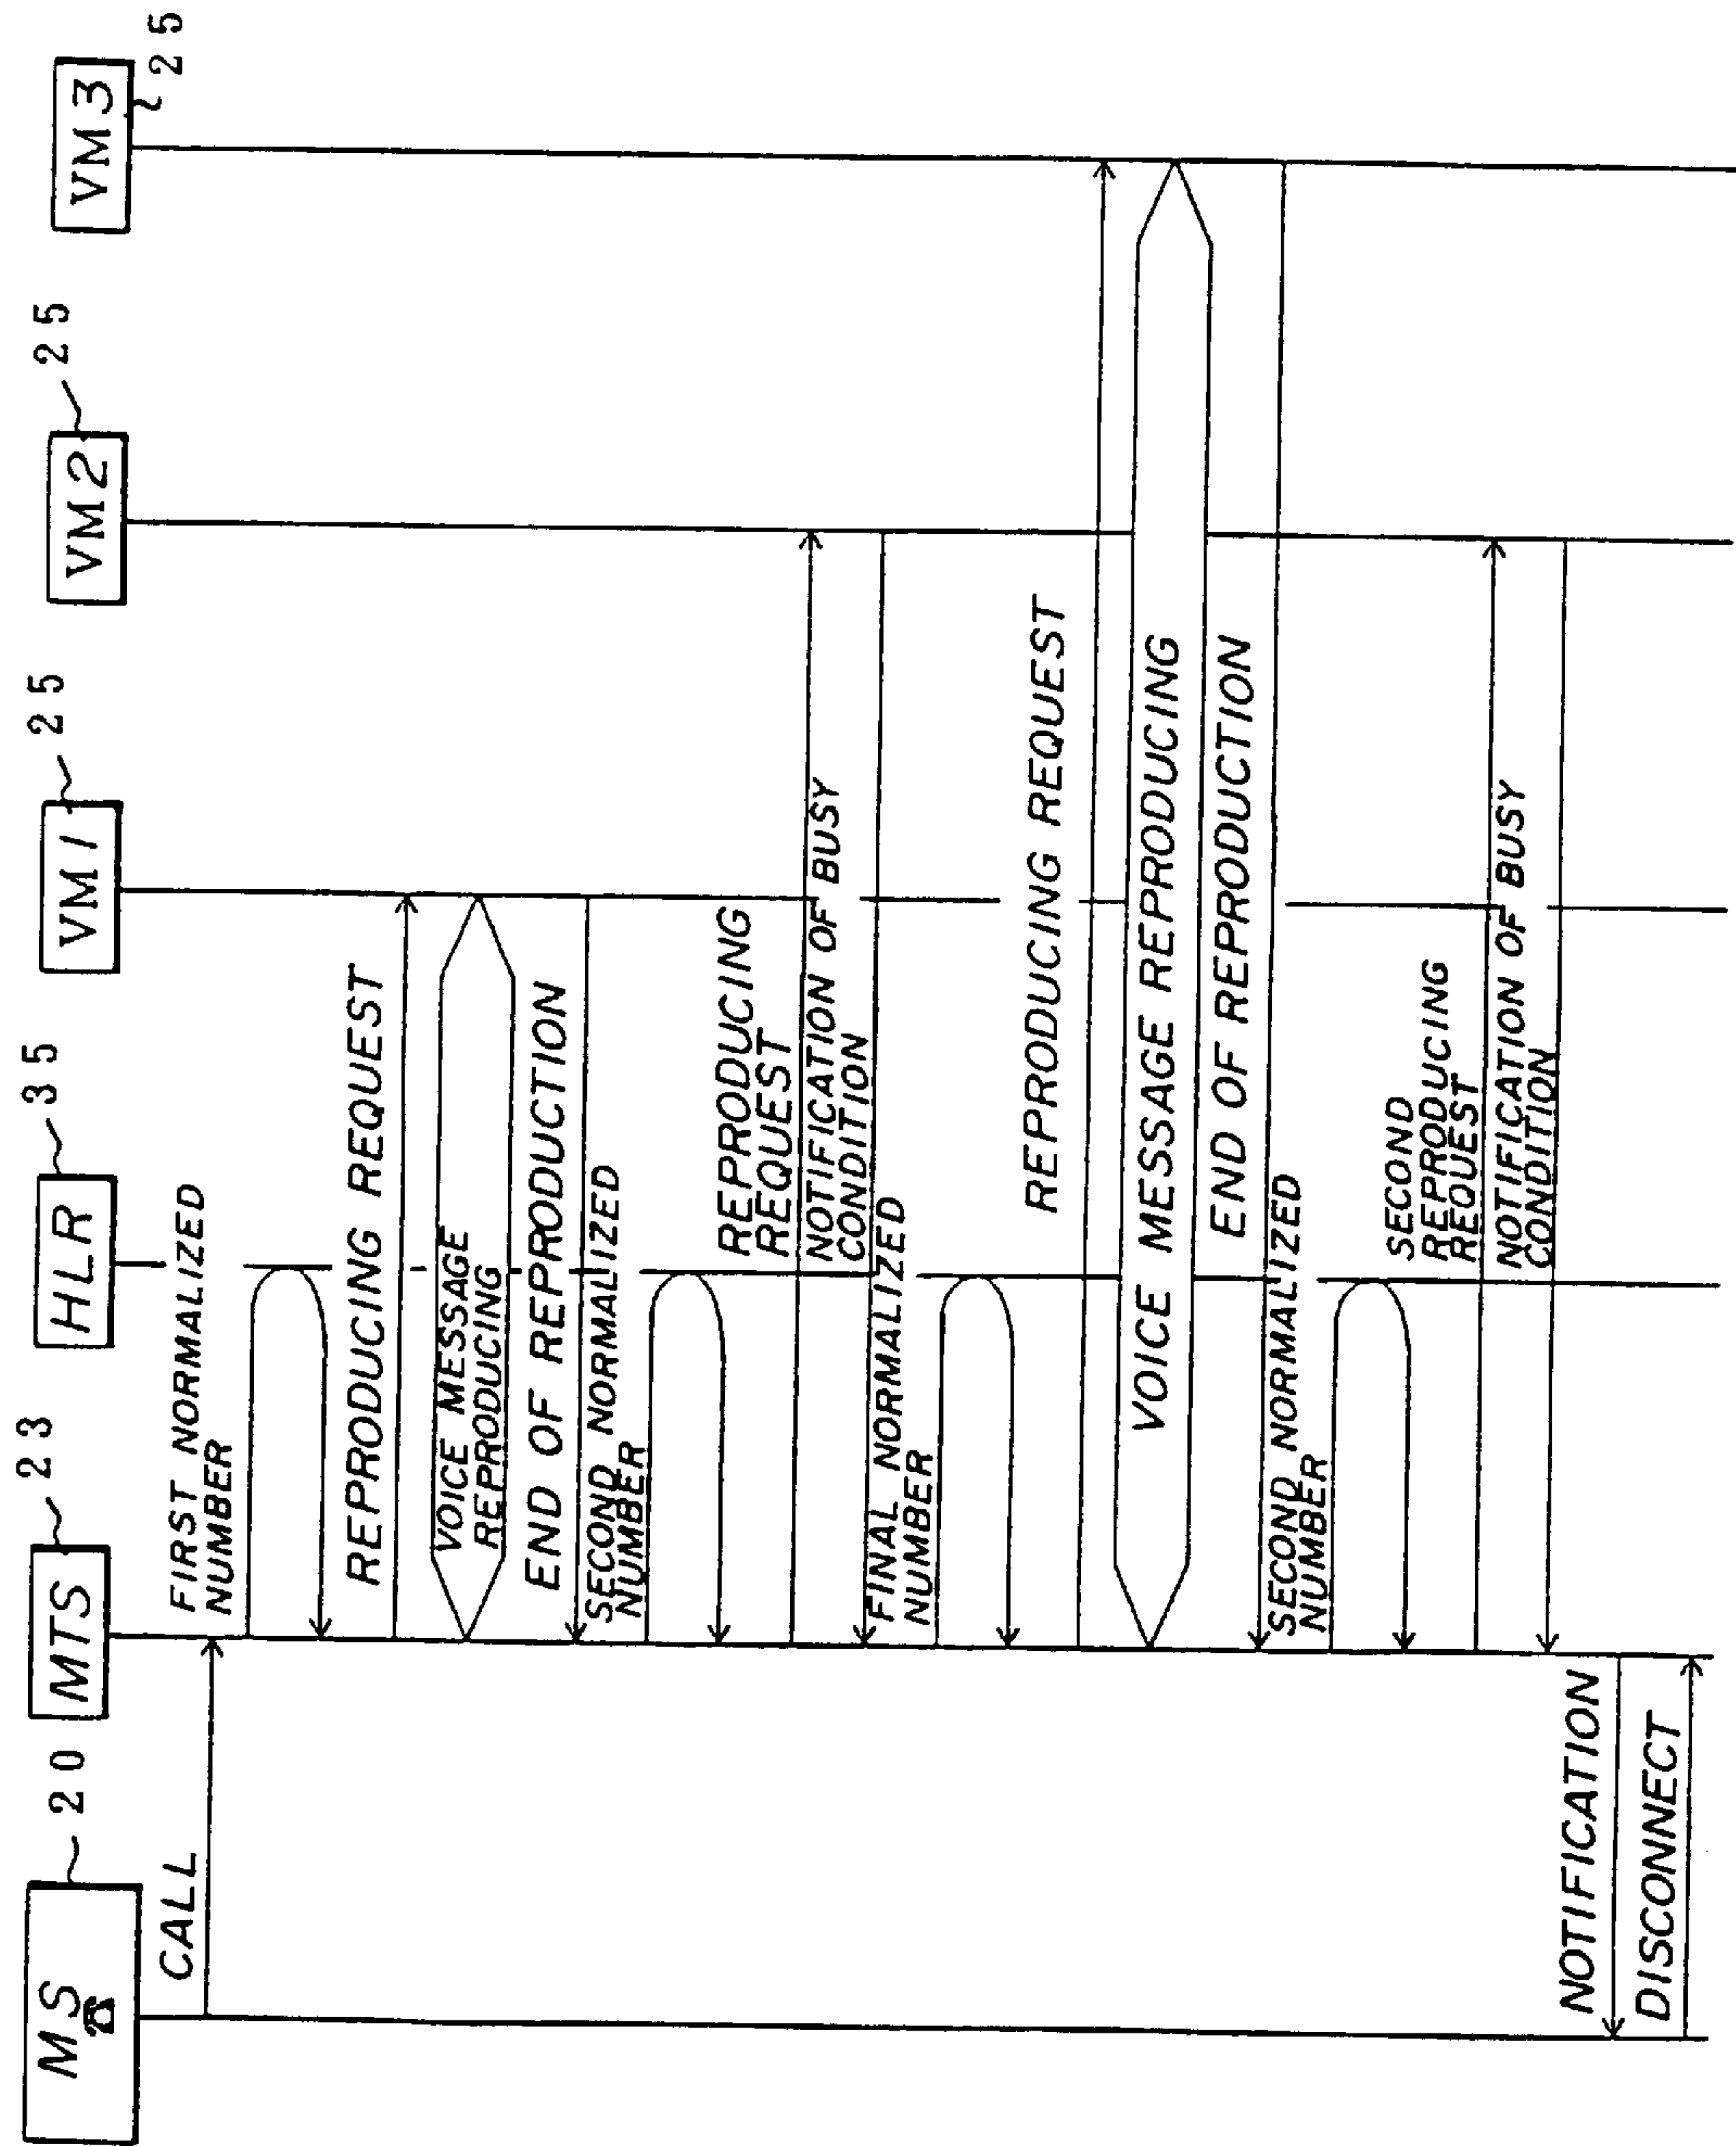 MS
20
MTS
23
HLR
35
VM1
25
VM2
25
VM3
25
CALL
FIRST NORMALIZED
NUMBER
REPRODUCING REQUEST
VOICE MESSAGE
REPRODUCING
END OF REPRODUCTION
SECOND NORMALIZED
NUMBER
REPRODUCING
REQUEST
NOTIFICATION OF BUSY
CONDITION
FINAL NORMALIZED
NUMBER
REPRODUCING REQUEST
VOICE MESSAGE REPRODUCING
END OF REPRODUCTION
SECOND NORMALIZED
NUMBER
SECOND
REPRODUCING
REQUEST
NOTIFICATION OF BUSY
CONDITION
NOTIFICATION
DISCONNECT